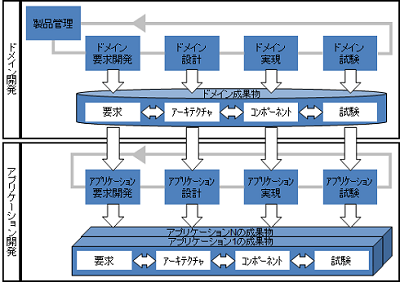 ドメイン開発
製品管理
ドメイン
要求開発
ドメイン
設計
ドメイン
実現
ドメイン
試験
ドメイン成果物
要求
アーキテクチャ
コンポーネント
試験
アプリケーション開発
アプリケーション
要求開発
アプリケーション
設計
アプリケーション
実現
アプリケーション
試験
アプリケーションNの成果物
アプリケーション1の成果物
要求
アーキテクチャ
コンポーネント
試験